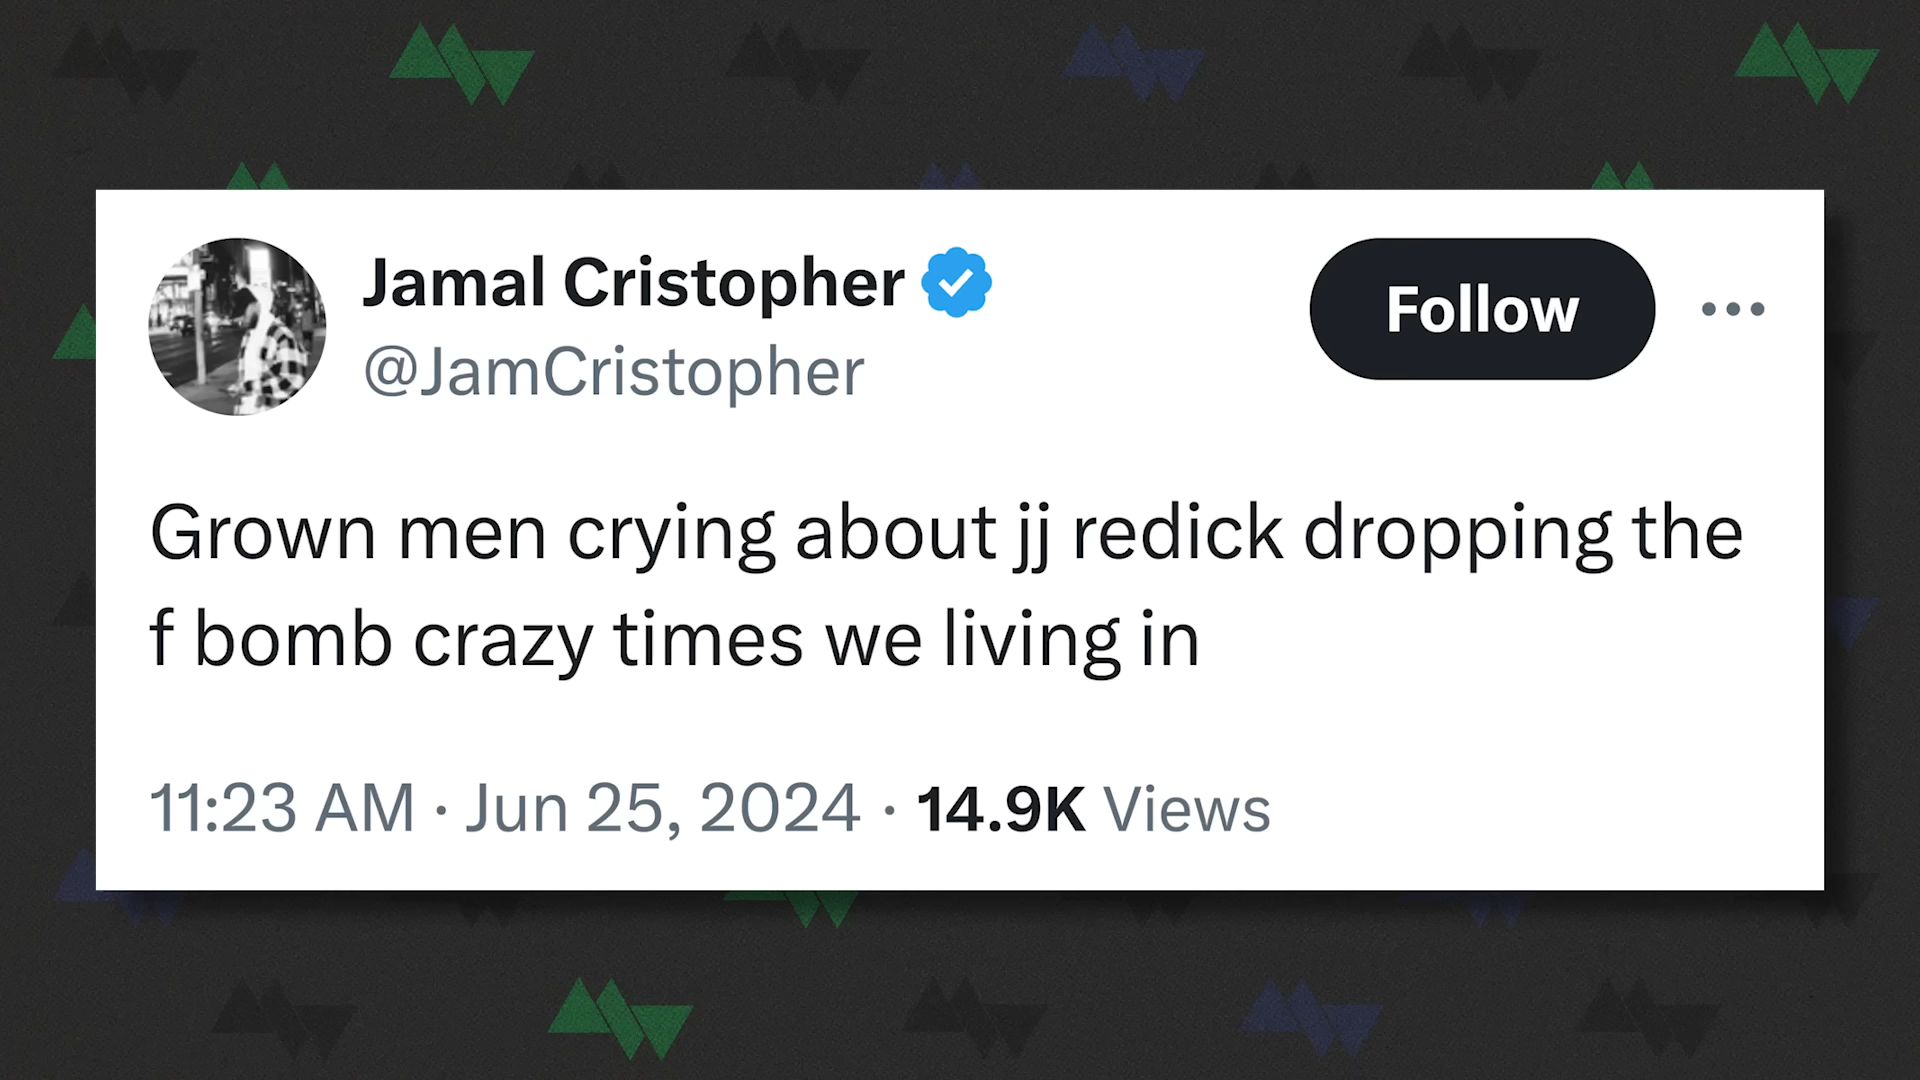 Jamal Cristopher
@JamCristopher
Follow
Grown men crying about jj redick dropping the
f bomb crazy times we living in
11:23 AM · Jun 25, 2024 · 14.9K Views